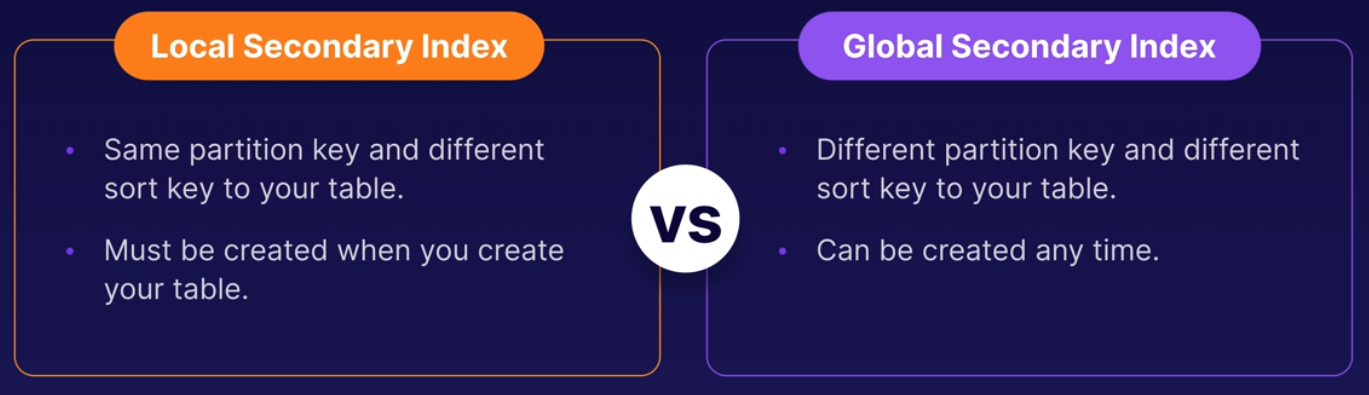 Local Secondary Index
• Same partition key and different
sort key to your table.
• Must be created when you create
your table.
vs
Global Secondary Index
• Different partition key and different
sort key to your table.
• Can be created any time.